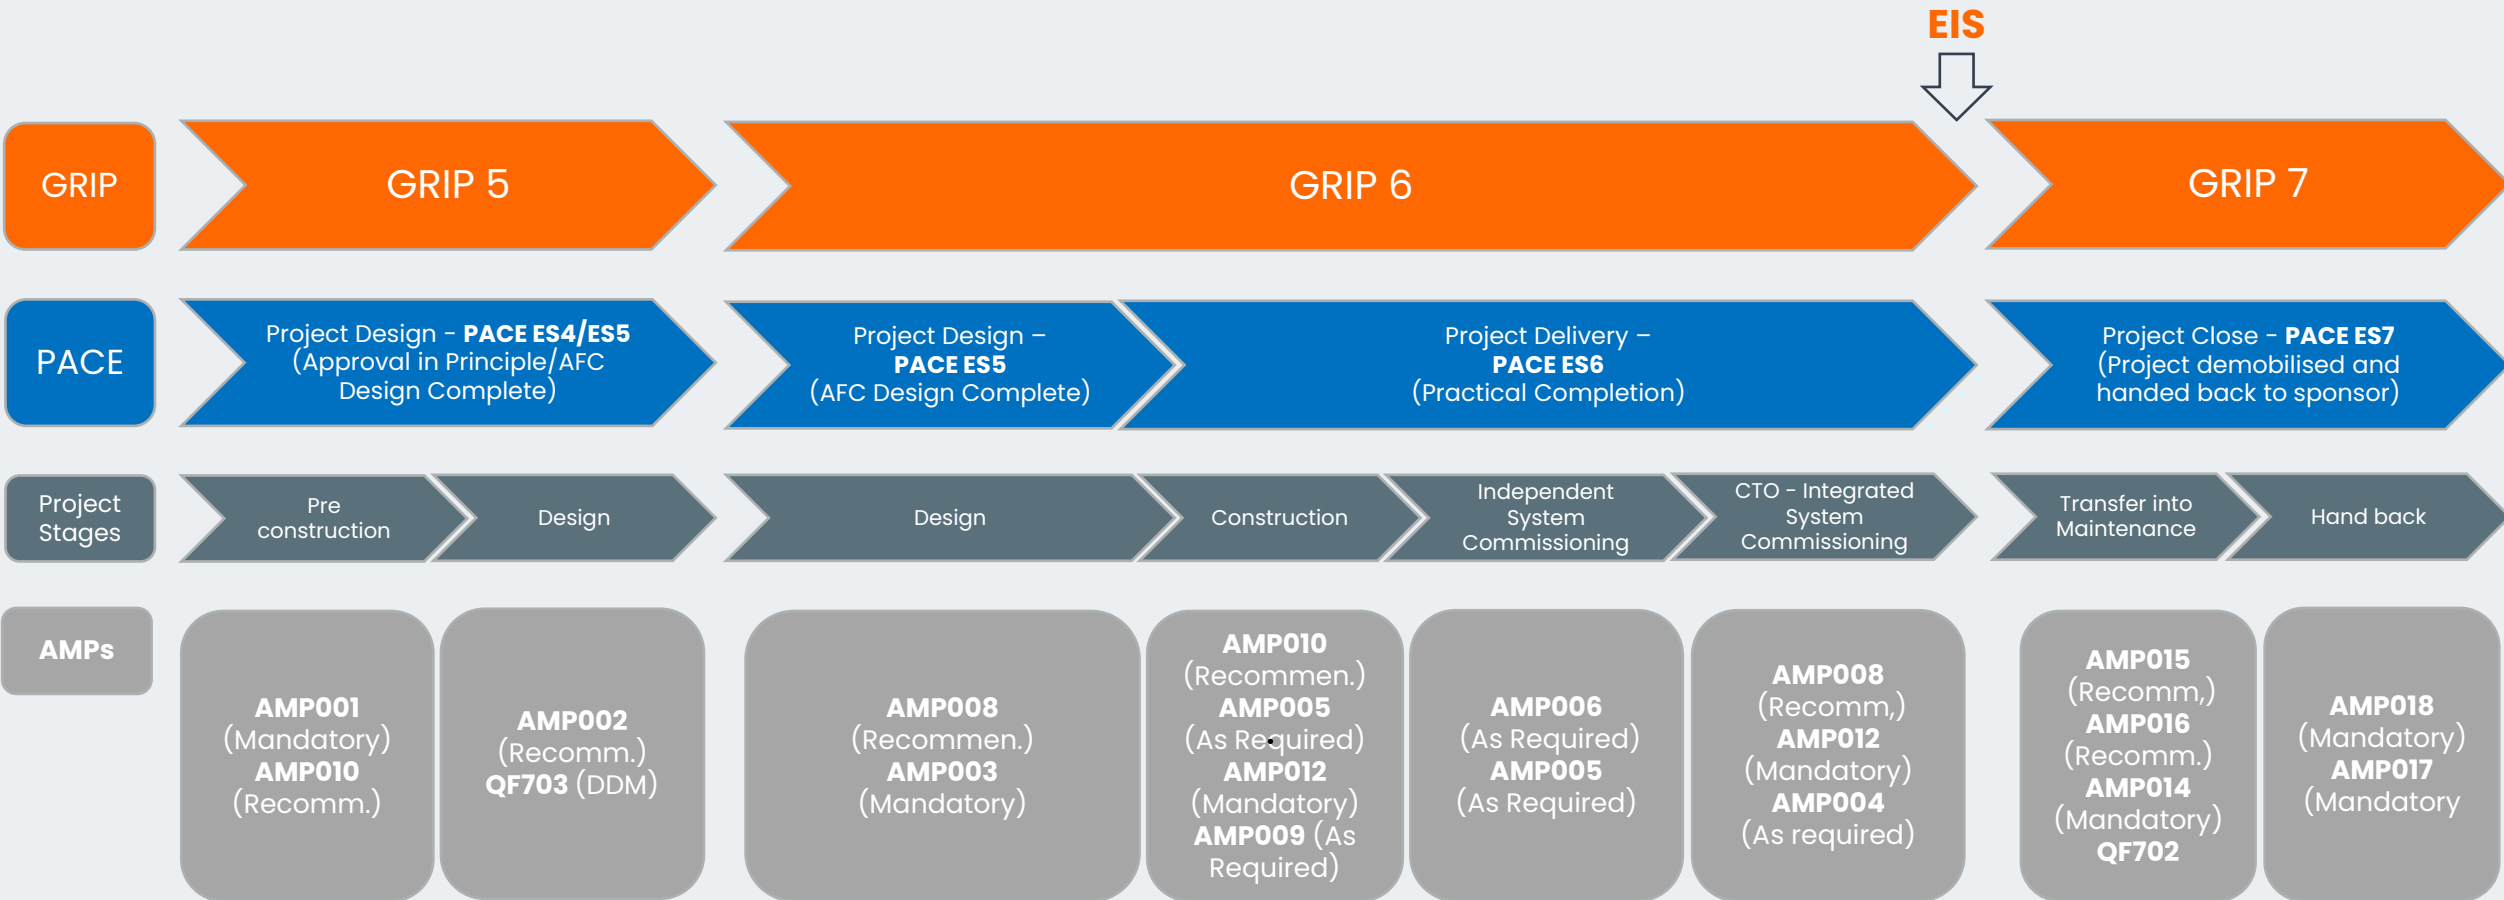 EIS
GRIP
GRIP 5
GRIP 6
GRIP 7
PACE
Project Design - PACE ES4/ES5
(Approval in Principle/AFC
Design Complete)
Project Design –
PACE ES5
(AFC Design Complete)
Project Delivery –
PACE ES6
(Practical Completion)
Project Close - PACE ES7
(Project demobilised and
handed back to sponsor)
Project
Stages
Pre
construction
Design
Design
Construction
Independent
System
Commissioning
CTO - Integrated
System
Commissioning
Transfer into
Maintenance
Hand back
AMPs
AMP001
(Mandatory)
AMP010
(Recomm.)
AMP002
(Recomm.)
QF703 (DDM)
AMP008
(Recommen.)
AMP003
(Mandatory)
AMP010
(Recommen.)
AMP005
(As Required)
AMP012
(Mandatory)
AMP009 (As
Required)
AMP006
(As Required)
AMP005
(As Required)
AMP008
(Recomm,)
AMP012
(Mandatory)
AMP004
(As required)
AMP015
(Recomm,)
AMP016
(Recomm.)
AMP014
(Mandatory)
QF702
AMP018
(Mandatory)
AMP017
(Mandatory